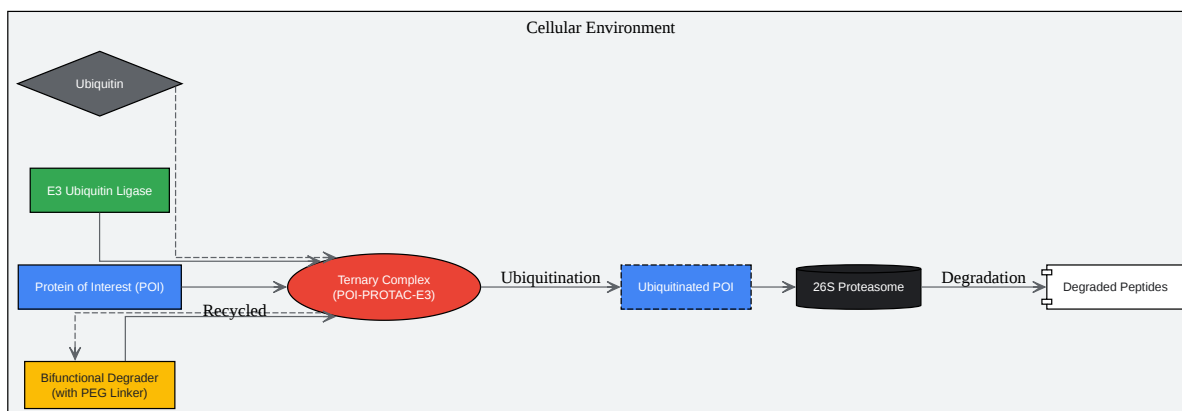 Cellular Environment
Ubiquitin
E3 Ubiquitin Ligase
Protein of Interest (POI)
Ternary Complex
(POI-PROTAC-E3)
Ubiquitination
Ubiquitinated POI
26S Proteasome
Degradation
Degraded Peptides
Recycled
Bifunctional Degrader
(with PEG Linker)